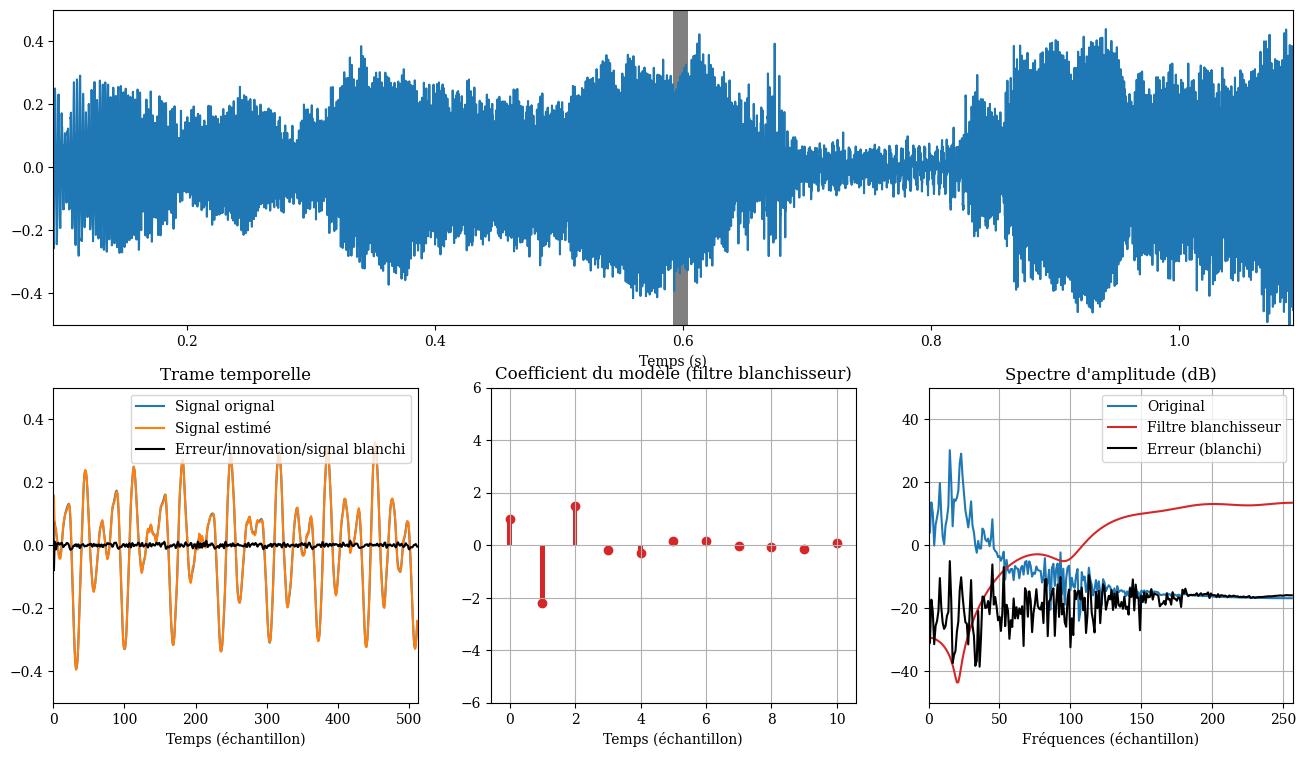 0.4
0.2
0.0
−0.2
−0.4
0.2 0.4 0.6 0.8 1.0
Temps (s)
Trame temporelle
Signal orignal
Signal estimé
Erreur/innovation/signal blanchi
0.4
0.2
0.0
−0.2
−0.4
0 100 200 300 400 500
Temps (échantillon)
Coefficient du modèle (filtre blanchisseur)
6
4
2
0
−2
−4
−6
0 2 4 6 8 10
Temps (échantillon)
Spectre d'amplitude (dB)
Original
Filtre blanchisseur
Erreur (blanchi)
40
20
0
−20
−40
0 50 100 150 200 250
Fréquences (échantillon)